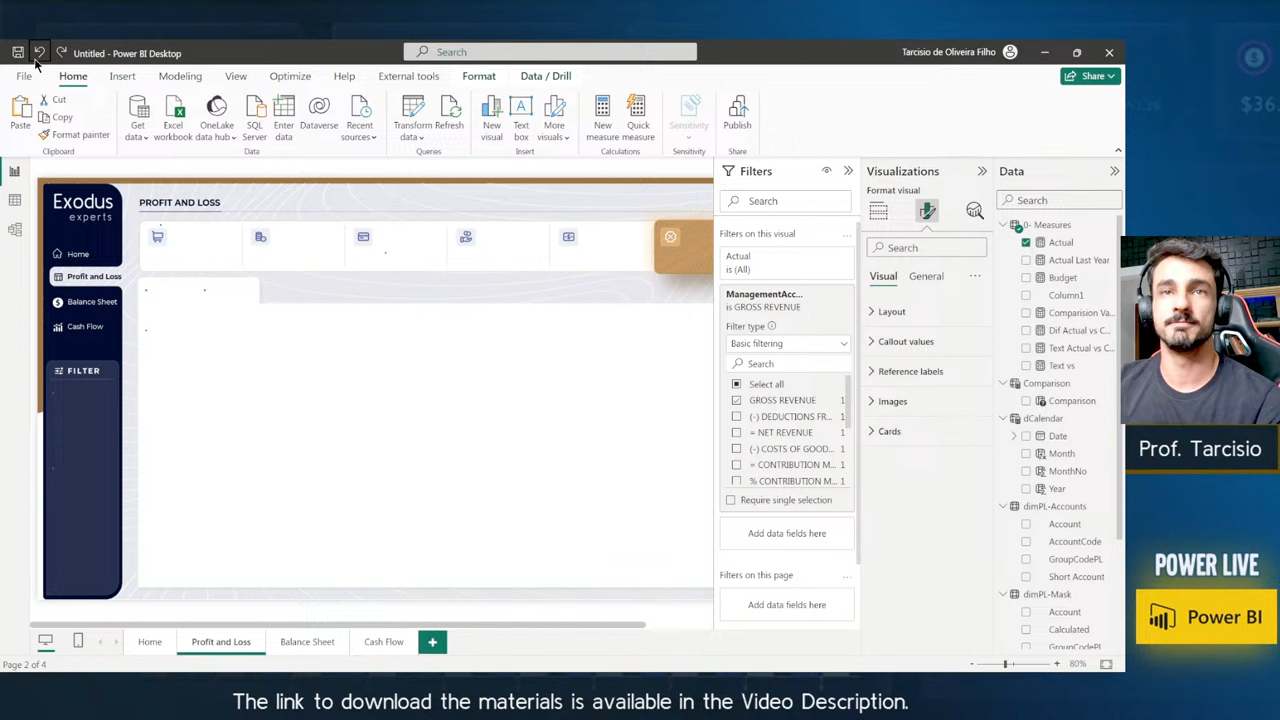 Untitled - Power BI Desktop
Search
Tarcisio de Oliveira Filho
File
Home
Insert
Modeling
View
Optimize
Help
External tools
Format
Data / Drill
Share
Paste
Cut
Copy
Format painter
Clipboard
Get data
Excel workbook
OneLake data hub
SQL Server
Enter data
Dataverse
Recent sources
Data
Transform data
Refresh
Queries
New visual
Text box
More visuals
Insert
New measure
Quick measure
Calculations
Sensitivity
Sensitivity
Publish
Share
Exodus
experts
Home
Profit and Loss
Balance Sheet
Cash Flow
FILTER
PROFIT AND LOSS
Filters
Search
Filters on this visual
Actual
is (All)
ManagementAcc...
is GROSS REVENUE
Filter type
Basic filtering
Search
Select all
GROSS REVENUE 1
(-) DEDUCTIONS FR... 1
= NET REVENUE 1
(-) COSTS OF GOOD... 1
= CONTRIBUTION M... 1
% CONTRIBUTION M... 1
Require single selection
Add data fields here
Filters on this page
Add data fields here
Visualizations
Format visual
Search
Visual
General
Layout
Callout values
Reference labels
Images
Cards
Data
Search
0- Measures
Actual
Actual Last Year
Budget
Column1
Comparision Va...
Dif Actual vs C...
Text Actual vs C...
Text vs
Comparison
Comparison
dCalendar
Date
Month
MonthNo
Year
dimPL-Accounts
Account
AccountCode
GroupCodePL
Short Account
dimPL-Mask
Account
Calculated
GroupCodePL
Home
Profit and Loss
Balance Sheet
Cash Flow
Page 2 of 4
80%
$36
Prof. Tarcisio
POWER LIVE
Power BI
The link to download the materials is available in the Video Description.